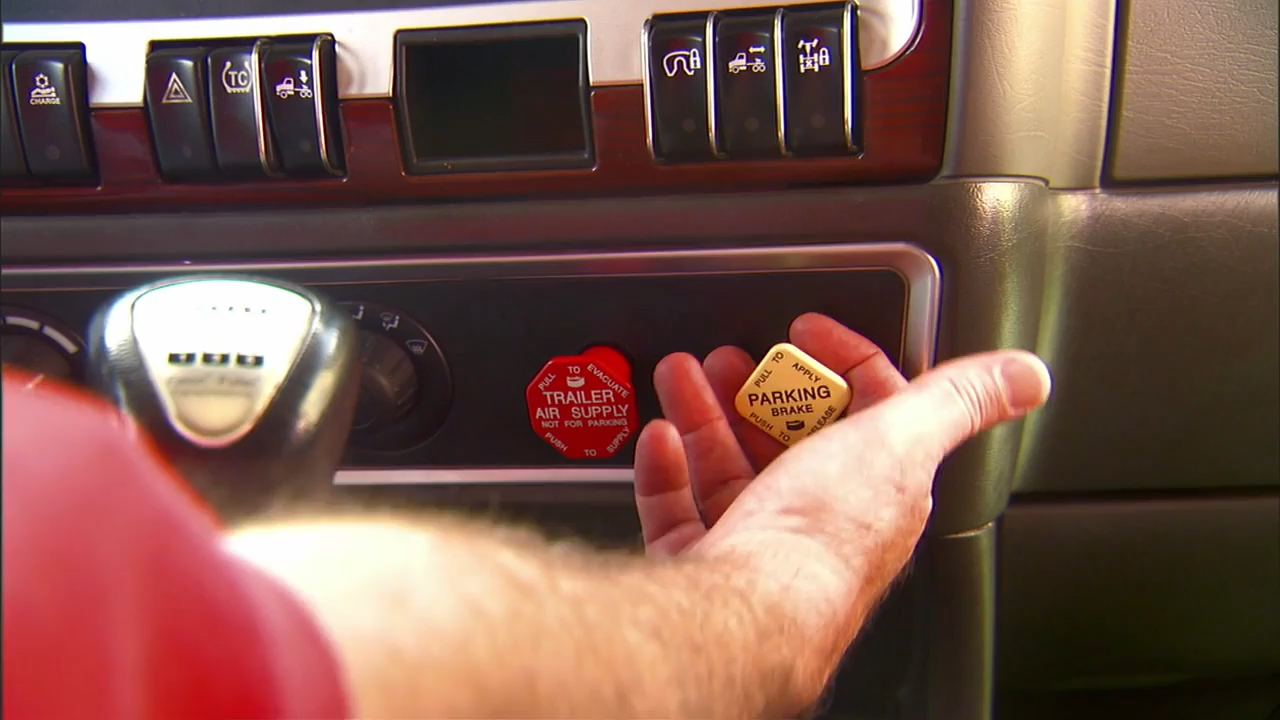 CHARGE
TC
PULL TO EVACUATE
TRAILER
AIR SUPPLY
NOT FOR PARKING
PUSH TO SUPPLY
PULL TO APPLY
PARKING
BRAKE
PUSH TO RELEASE